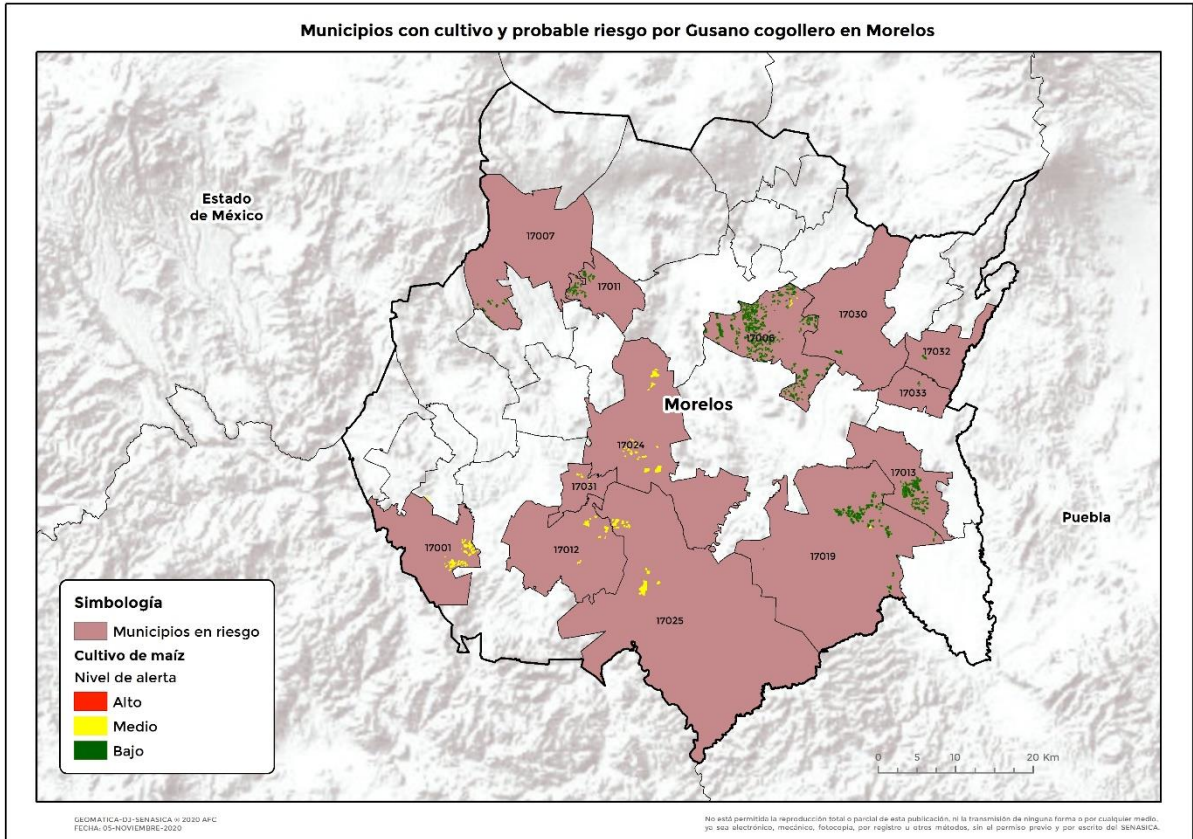 Municipios con cultivo y probable riesgo por Gusano cogollero en Morelos
Estado
de México
17007
17011
17006
17030
17032
17033
Morelos
17024
17013
17031
Puebla
17001
17012
17019
17025
Simbología
Municipios en riesgo
Cultivo de maíz
Nivel de alerta
Alto
Medio
Bajo
0 5 10 20 Km
GEOMÁTICA-DJ-SENASICA © 2020 AFC
FECHA: 05-NOVIEMBRE-2020
No está permitida la reproducción total o parcial de esta publicación, ni la transmisión de ninguna forma o por cualquier medio,
ya sea electrónico, mecánico, fotocopia, por registro u otros métodos, sin el permiso previo y por escrito del SENASICA.